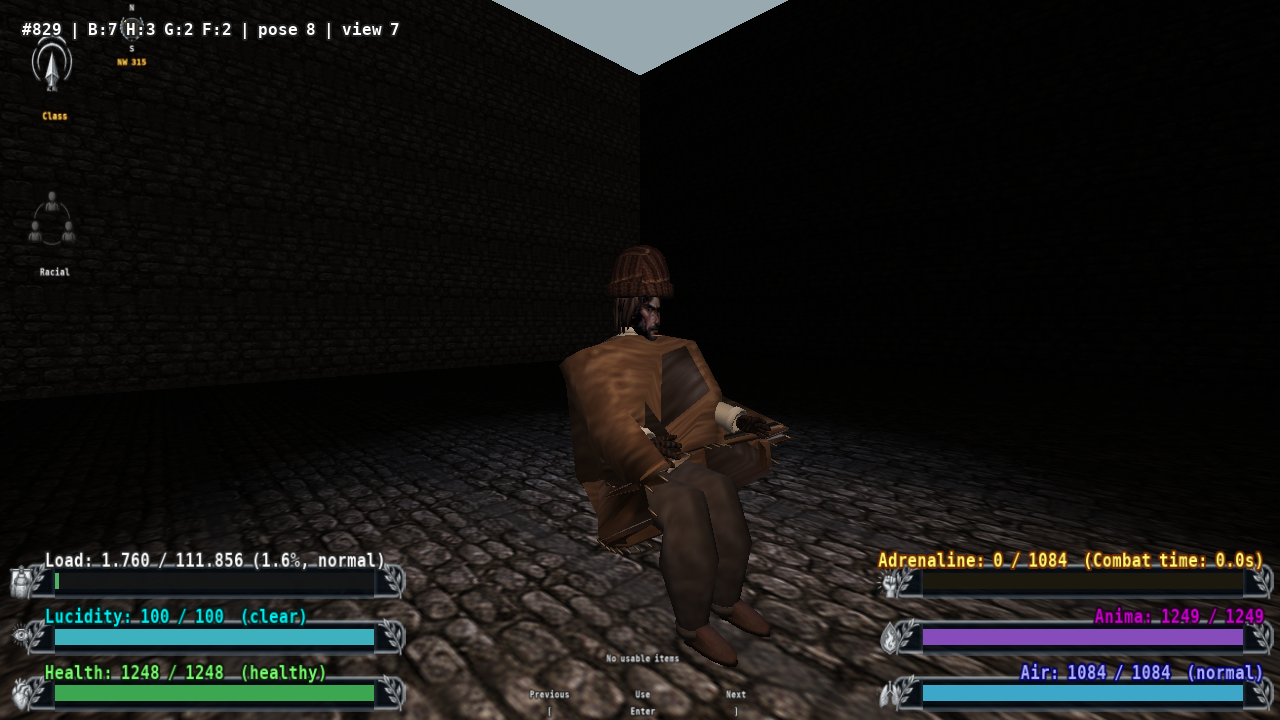 N
#829 | B:7 H:3 G:2 F:2 | pose 8 | view 7
S
NW 315
Class
Racial
Load: 1.760 / 111.856 (1.6%, normal)
Adrenaline: 0 / 1084 (Combat time: 0.0s)
Lucidity: 100 / 100 (clear)
Anima: 1249 / 1249
No usable items
Health: 1248 / 1248 (healthy)
Air: 1084 / 1084 (normal)
Previous Use Next
[ Enter ]